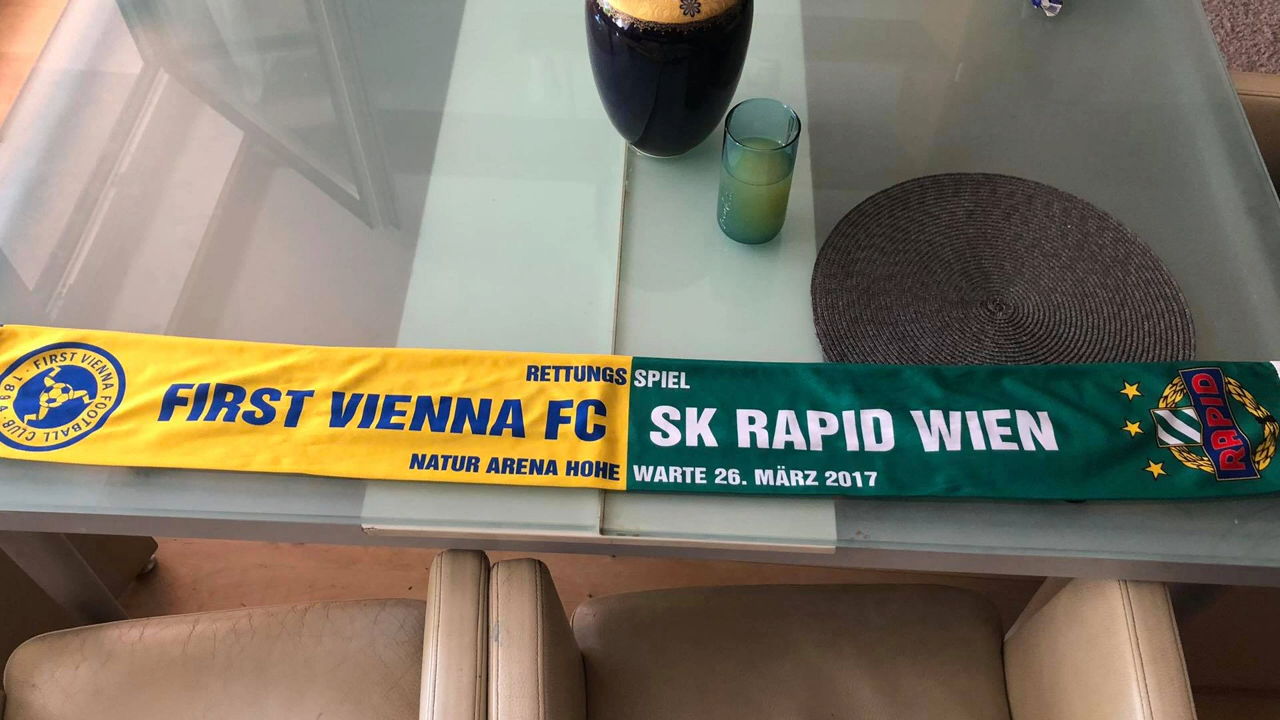 RETTUNGS SPIEL
FIRST VIENNA FC SK RAPID WIEN
NATUR ARENA HOHE WARTE 26. MÄRZ 2017
· FIRST VIENNA FOOTBALL CLUB · 1894
RAPID